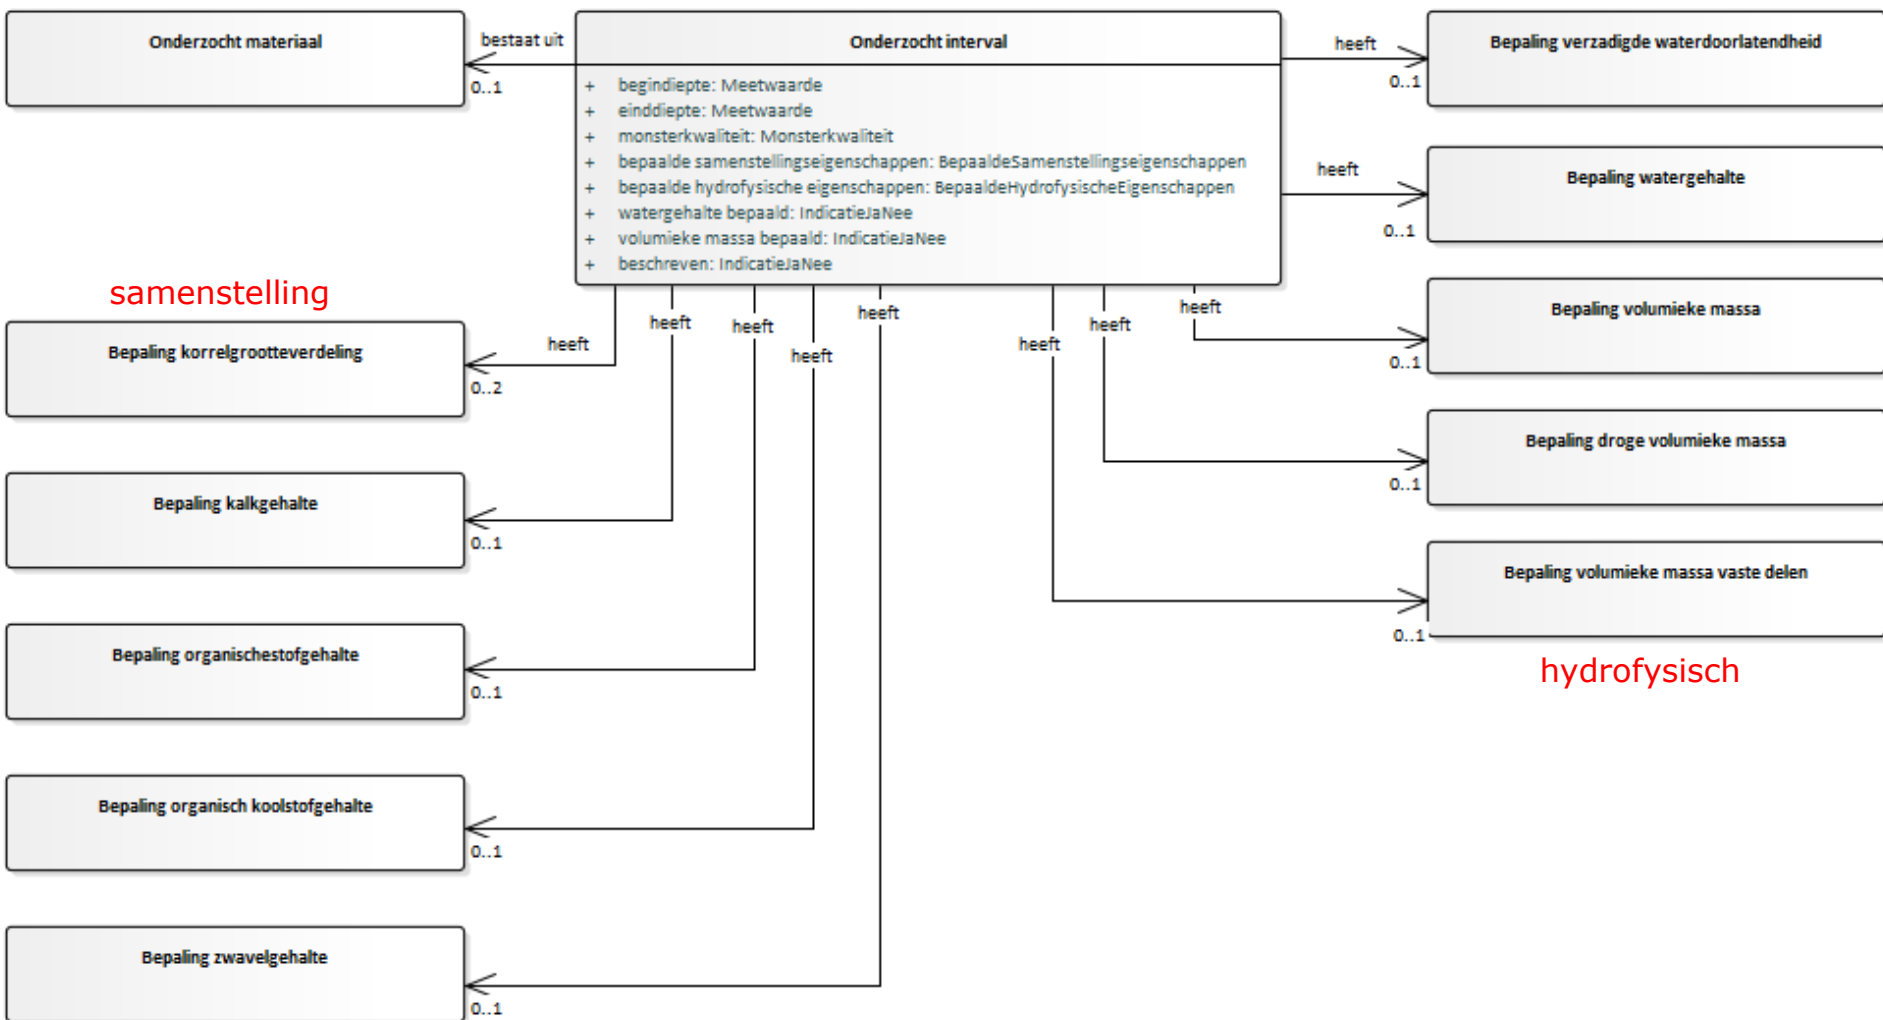 Onderzocht materiaal
bestaat uit
0..1
Onderzocht interval
+ begindiepte: Meetwaarde
+ einddiepte: Meetwaarde
+ monsterkwaliteit: Monsterkwaliteit
+ bepaalde samenstellingseigenschappen: BepaaldeSamenstellingseigenschappen
+ bepaalde hydrofysische eigenschappen: BepaaldeHydrofysischeEigenschappen
+ watergehalte bepaald: IndicatieJaNee
+ volumieke massa bepaald: IndicatieJaNee
+ beschreven: IndicatieJaNee
heeft
0..1
Bepaling verzadigde waterdoorlatendheid
heeft
0..1
Bepaling watergehalte
samenstelling
Bepaling korrelgrootteverdeling
heeft
0..2
heeft
heeft
heeft
heeft
heeft
heeft
heeft
Bepaling volumieke massa
0..1
Bepaling kalkgehalte
0..1
Bepaling droge volumieke massa
0..1
Bepaling organischestofgehalte
0..1
Bepaling volumieke massa vaste delen
0..1
hydrofysisch
Bepaling organisch koolstofgehalte
0..1
Bepaling zwavelgehalte
0..1